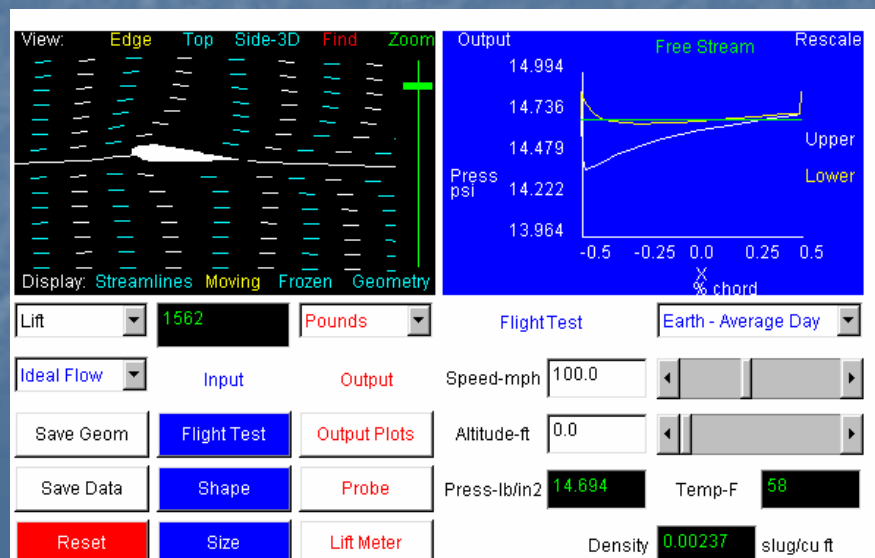 View: Edge Top Side-3D Find Zoom
Display: Streamlines Moving Frozen Geometry
Output Free Stream Rescale
14.994
14.736
14.479
14.222
13.964
Press
psi
Upper
Lower
-0.5 -0.25 0.0 0.25 0.5
X
% chord
Lift 1562 Pounds Flight Test Earth - Average Day
Ideal Flow Input Output Speed-mph 100.0
Save Geom Flight Test Output Plots Altitude-ft 0.0
Save Data Shape Probe Press-lb/in2 14.694 Temp-F 58
Reset Size Lift Meter Density 0.00237 slug/cu ft